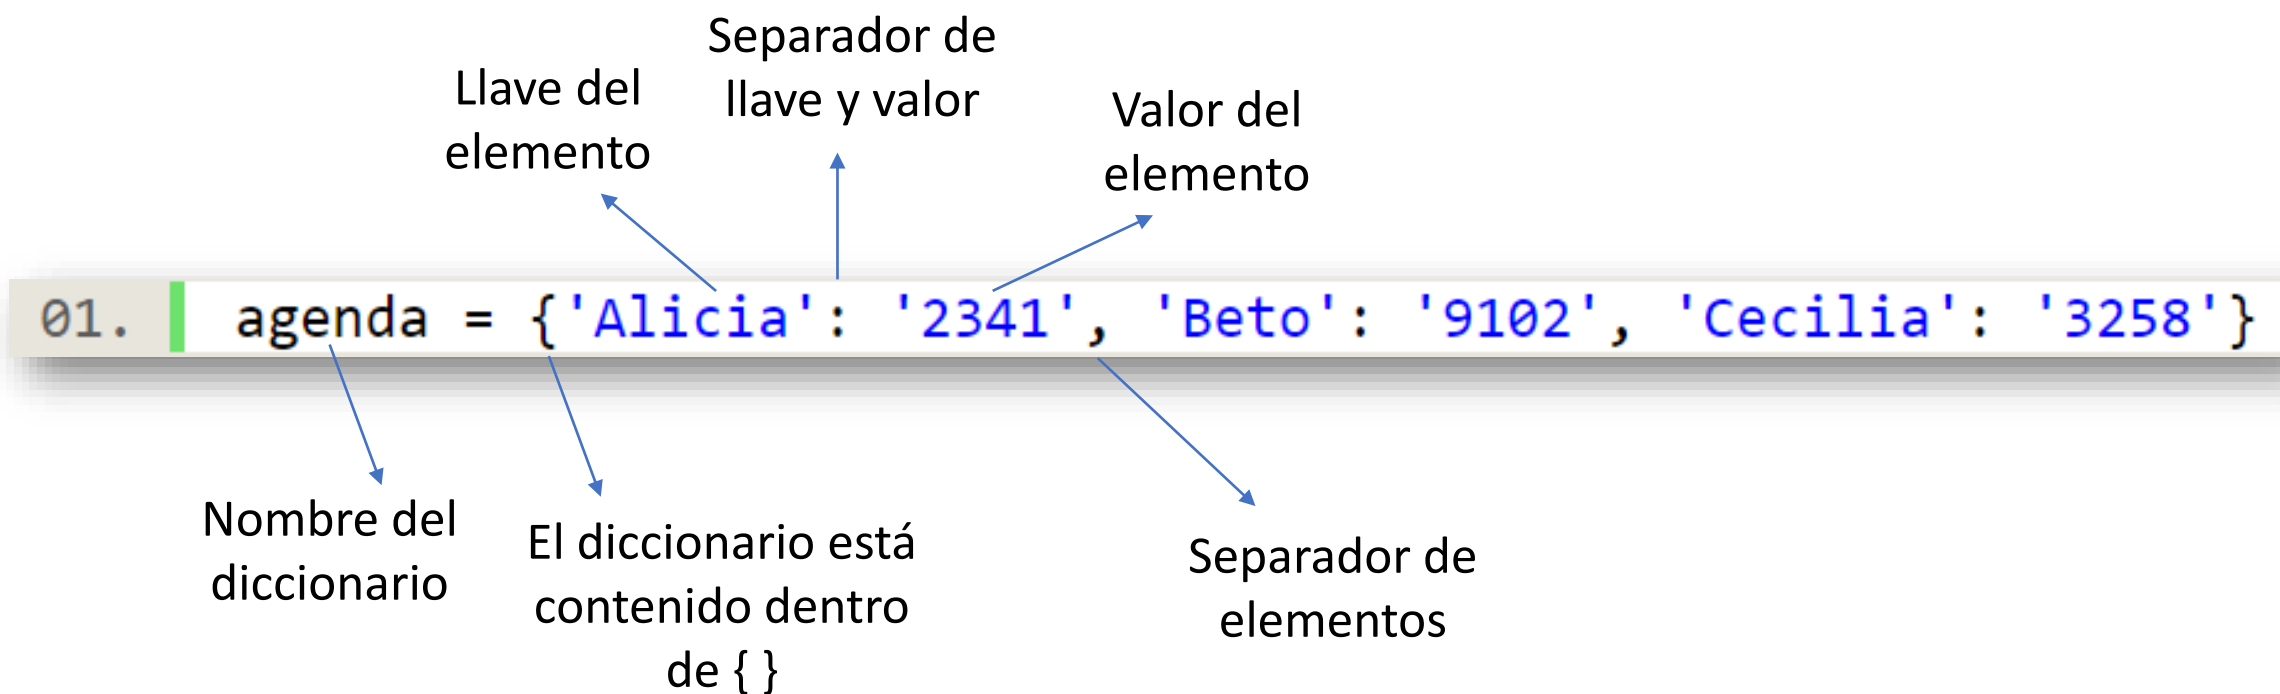 Separador de
llave y valor
Llave del
elemento
Valor del
elemento
01. agenda = {'Alicia': '2341', 'Beto': '9102', 'Cecilia': '3258'}
Nombre del
diccionario
El diccionario está
contenido dentro
de { }
Separador de
elementos